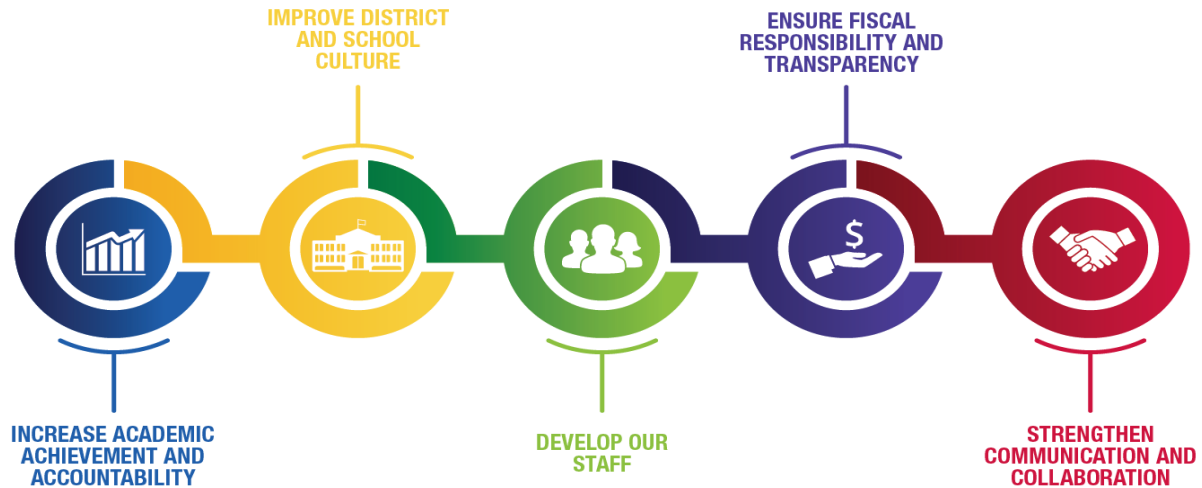 INCREASE ACADEMIC
ACHIEVEMENT AND
ACCOUNTABILITY
IMPROVE DISTRICT
AND SCHOOL
CULTURE
DEVELOP OUR
STAFF
ENSURE FISCAL
RESPONSIBILITY AND
TRANSPARENCY
$
STRENGTHEN
COMMUNICATION AND
COLLABORATION